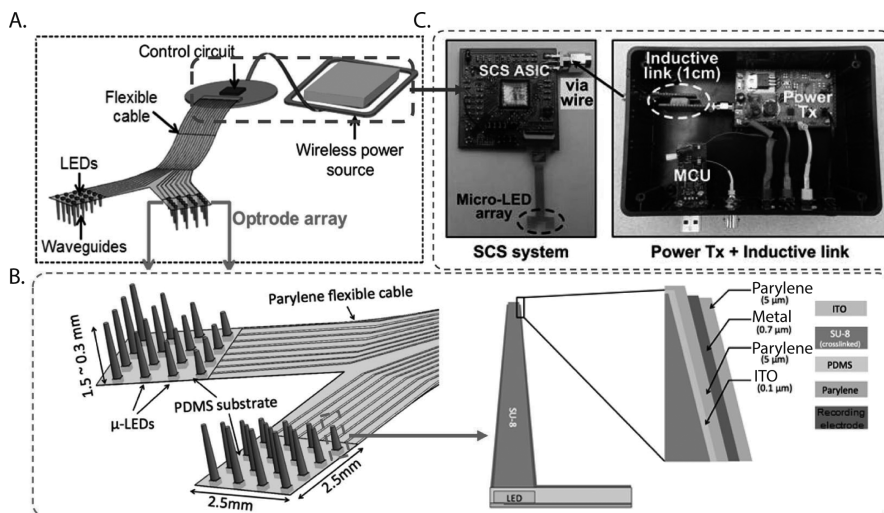 A.
Control circuit
Flexible
cable
LEDs
Wireless power
source
Waveguides
Optrode array
C.
SCS ASIC
via
wire
Micro-LED
array
SCS system
Inductive
link (1cm)
Power
Tx
MCU
Power Tx + Inductive link
B.
Parylene flexible cable
1.5 ~ 0.3 mm
μ-LEDs
PDMS substrate
2.5mm
2.5mm
SU-8
LED
Parylene
(5 μm)
Metal
(0.7 μm)
Parylene
(5 μm)
ITO
(0.1 μm)
ITO
SU-8
(crosslinked)
PDMS
Parylene
Recording
electrode